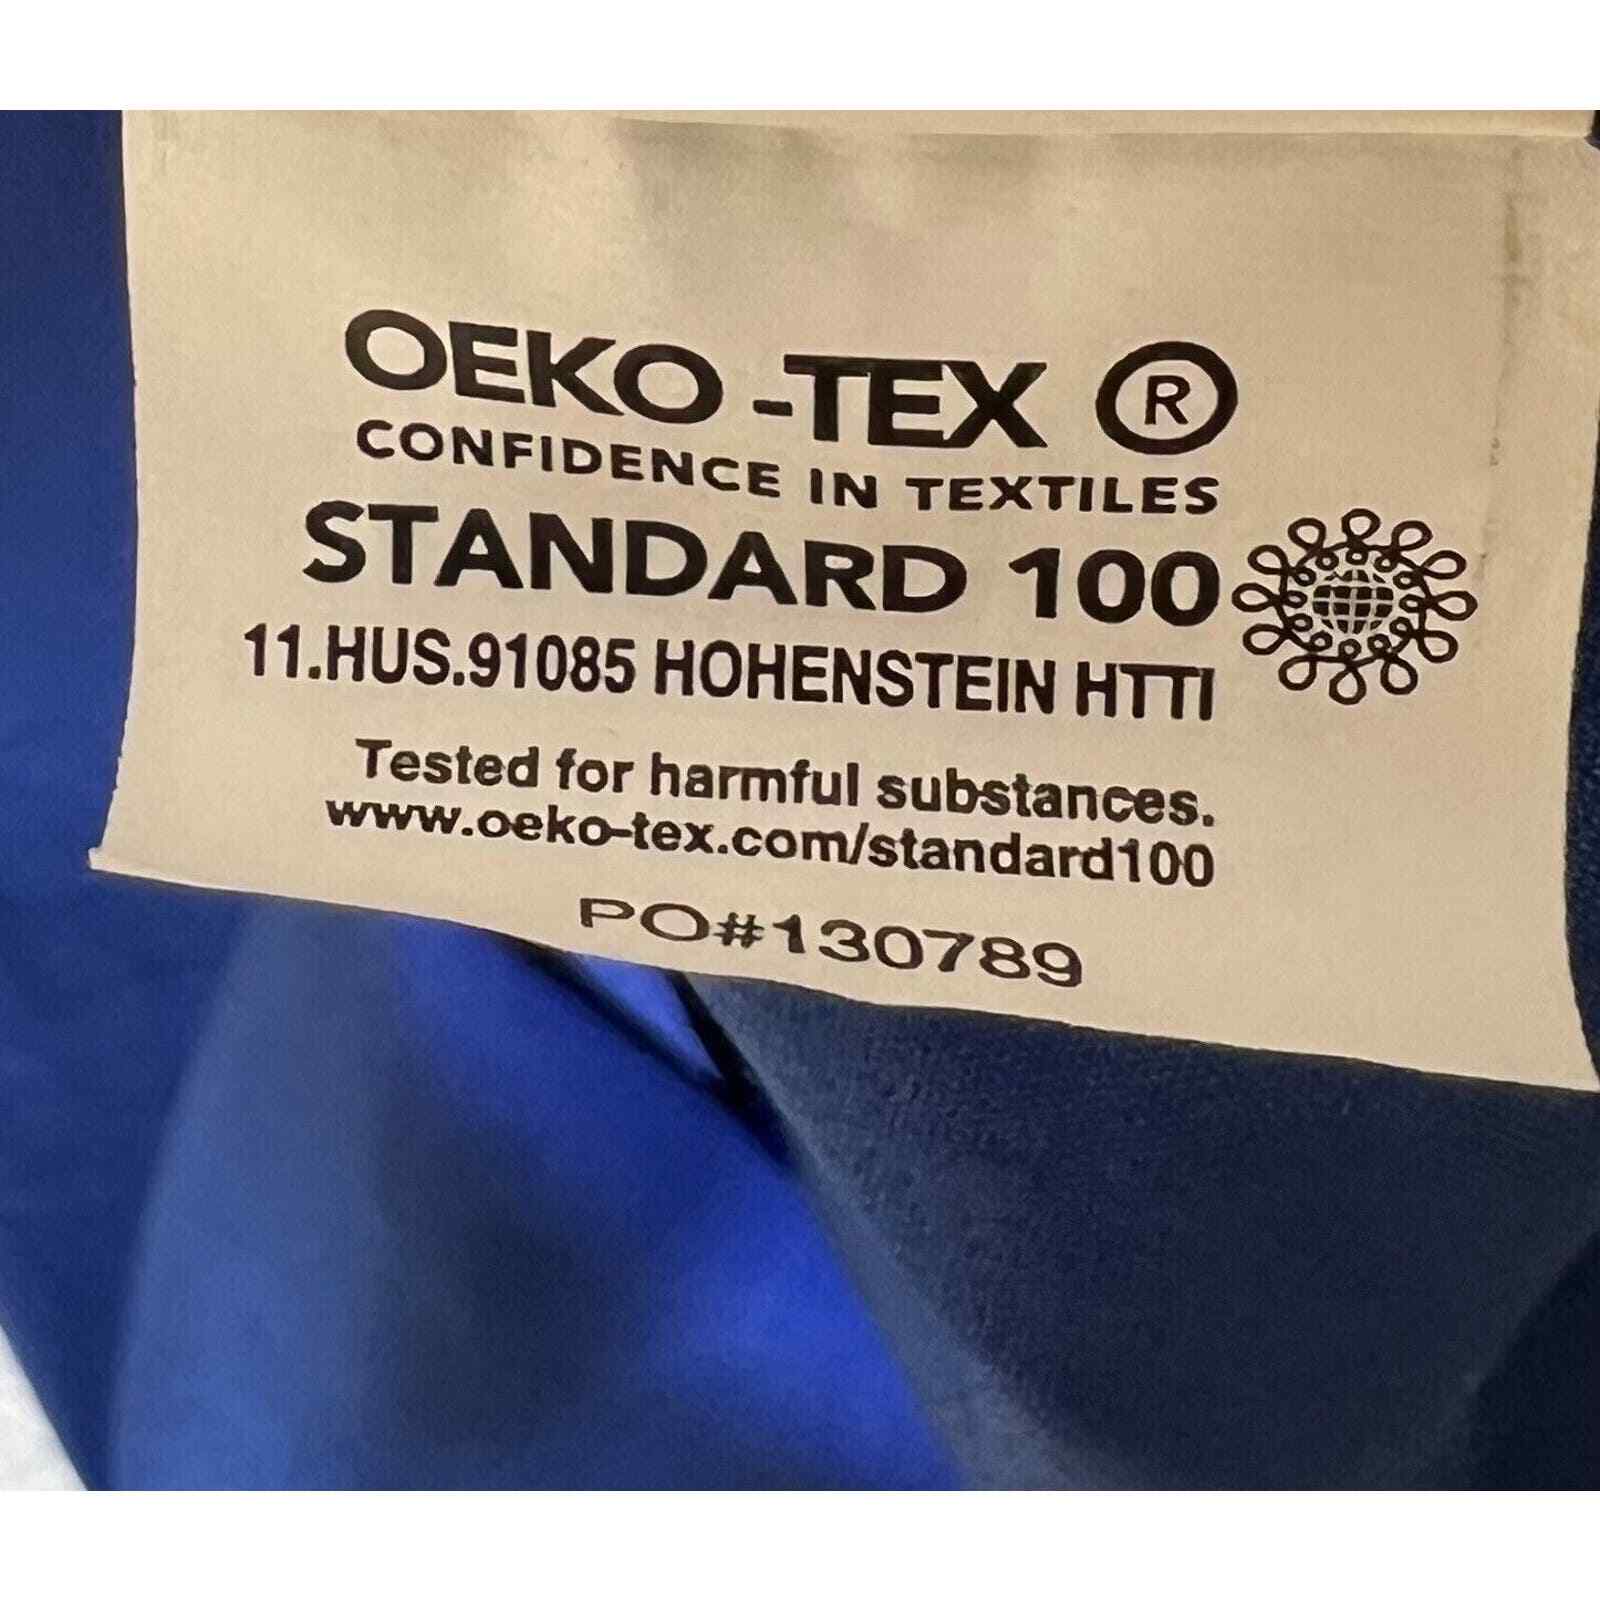 OEKO -TEX ®
CONFIDENCE IN TEXTILES
STANDARD 100
11.HUS.91085 HOHENSTEIN HTTI
Tested for harmful substances.
www.oeko-tex.com/standard100
PO#130789